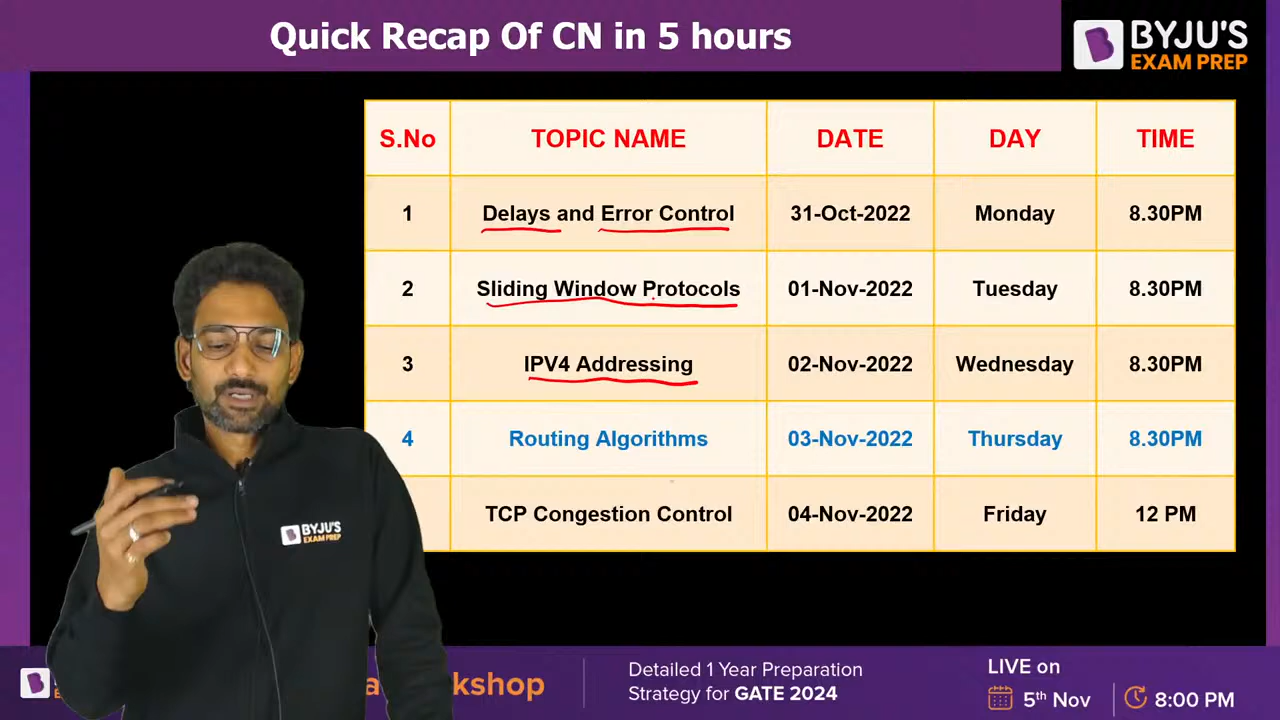 Quick Recap Of CN in 5 hours
BYJU'S
EXAM PREP
S.No TOPIC NAME DATE DAY TIME
1 Delays and Error Control 31-Oct-2022 Monday 8.30PM
2 Sliding Window Protocols 01-Nov-2022 Tuesday 8.30PM
3 IPV4 Addressing 02-Nov-2022 Wednesday 8.30PM
4 Routing Algorithms 03-Nov-2022 Thursday 8.30PM
TCP Congestion Control 04-Nov-2022 Friday 12 PM
BYJU'S
EXAM PREP
Detailed 1 Year Preparation
Strategy for GATE 2024
LIVE on
5th Nov
8:00 PM